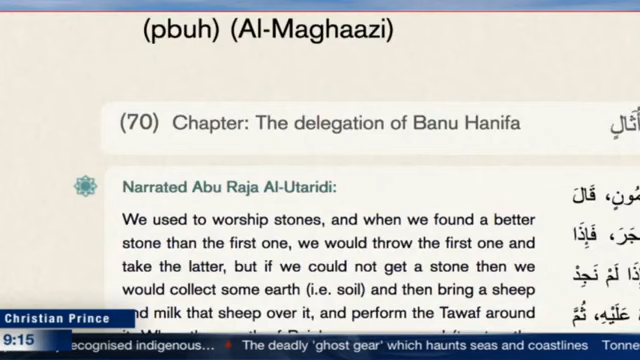 (pbuh) (Al-Maghaazi)
(70) Chapter: The delegation of Banu Hanifa
Narrated Abu Raja Al-Utaridi:
We used to worship stones, and when we found a better
stone than the first one, we would throw the first one and
take the latter, but if we could not get a stone then we
would collect some earth (i.e. soil) and then bring a sheep
and milk that sheep over it, and perform the Tawaf around
أُثَالٍ
قَالَ
فَإِذَا
لَمْ نَجِدْ
عَلَيْهِ، ثُمَّ
Christian Prince
9:15
recognised indigenous... The deadly 'ghost gear' which haunts seas and coastlines Tonne